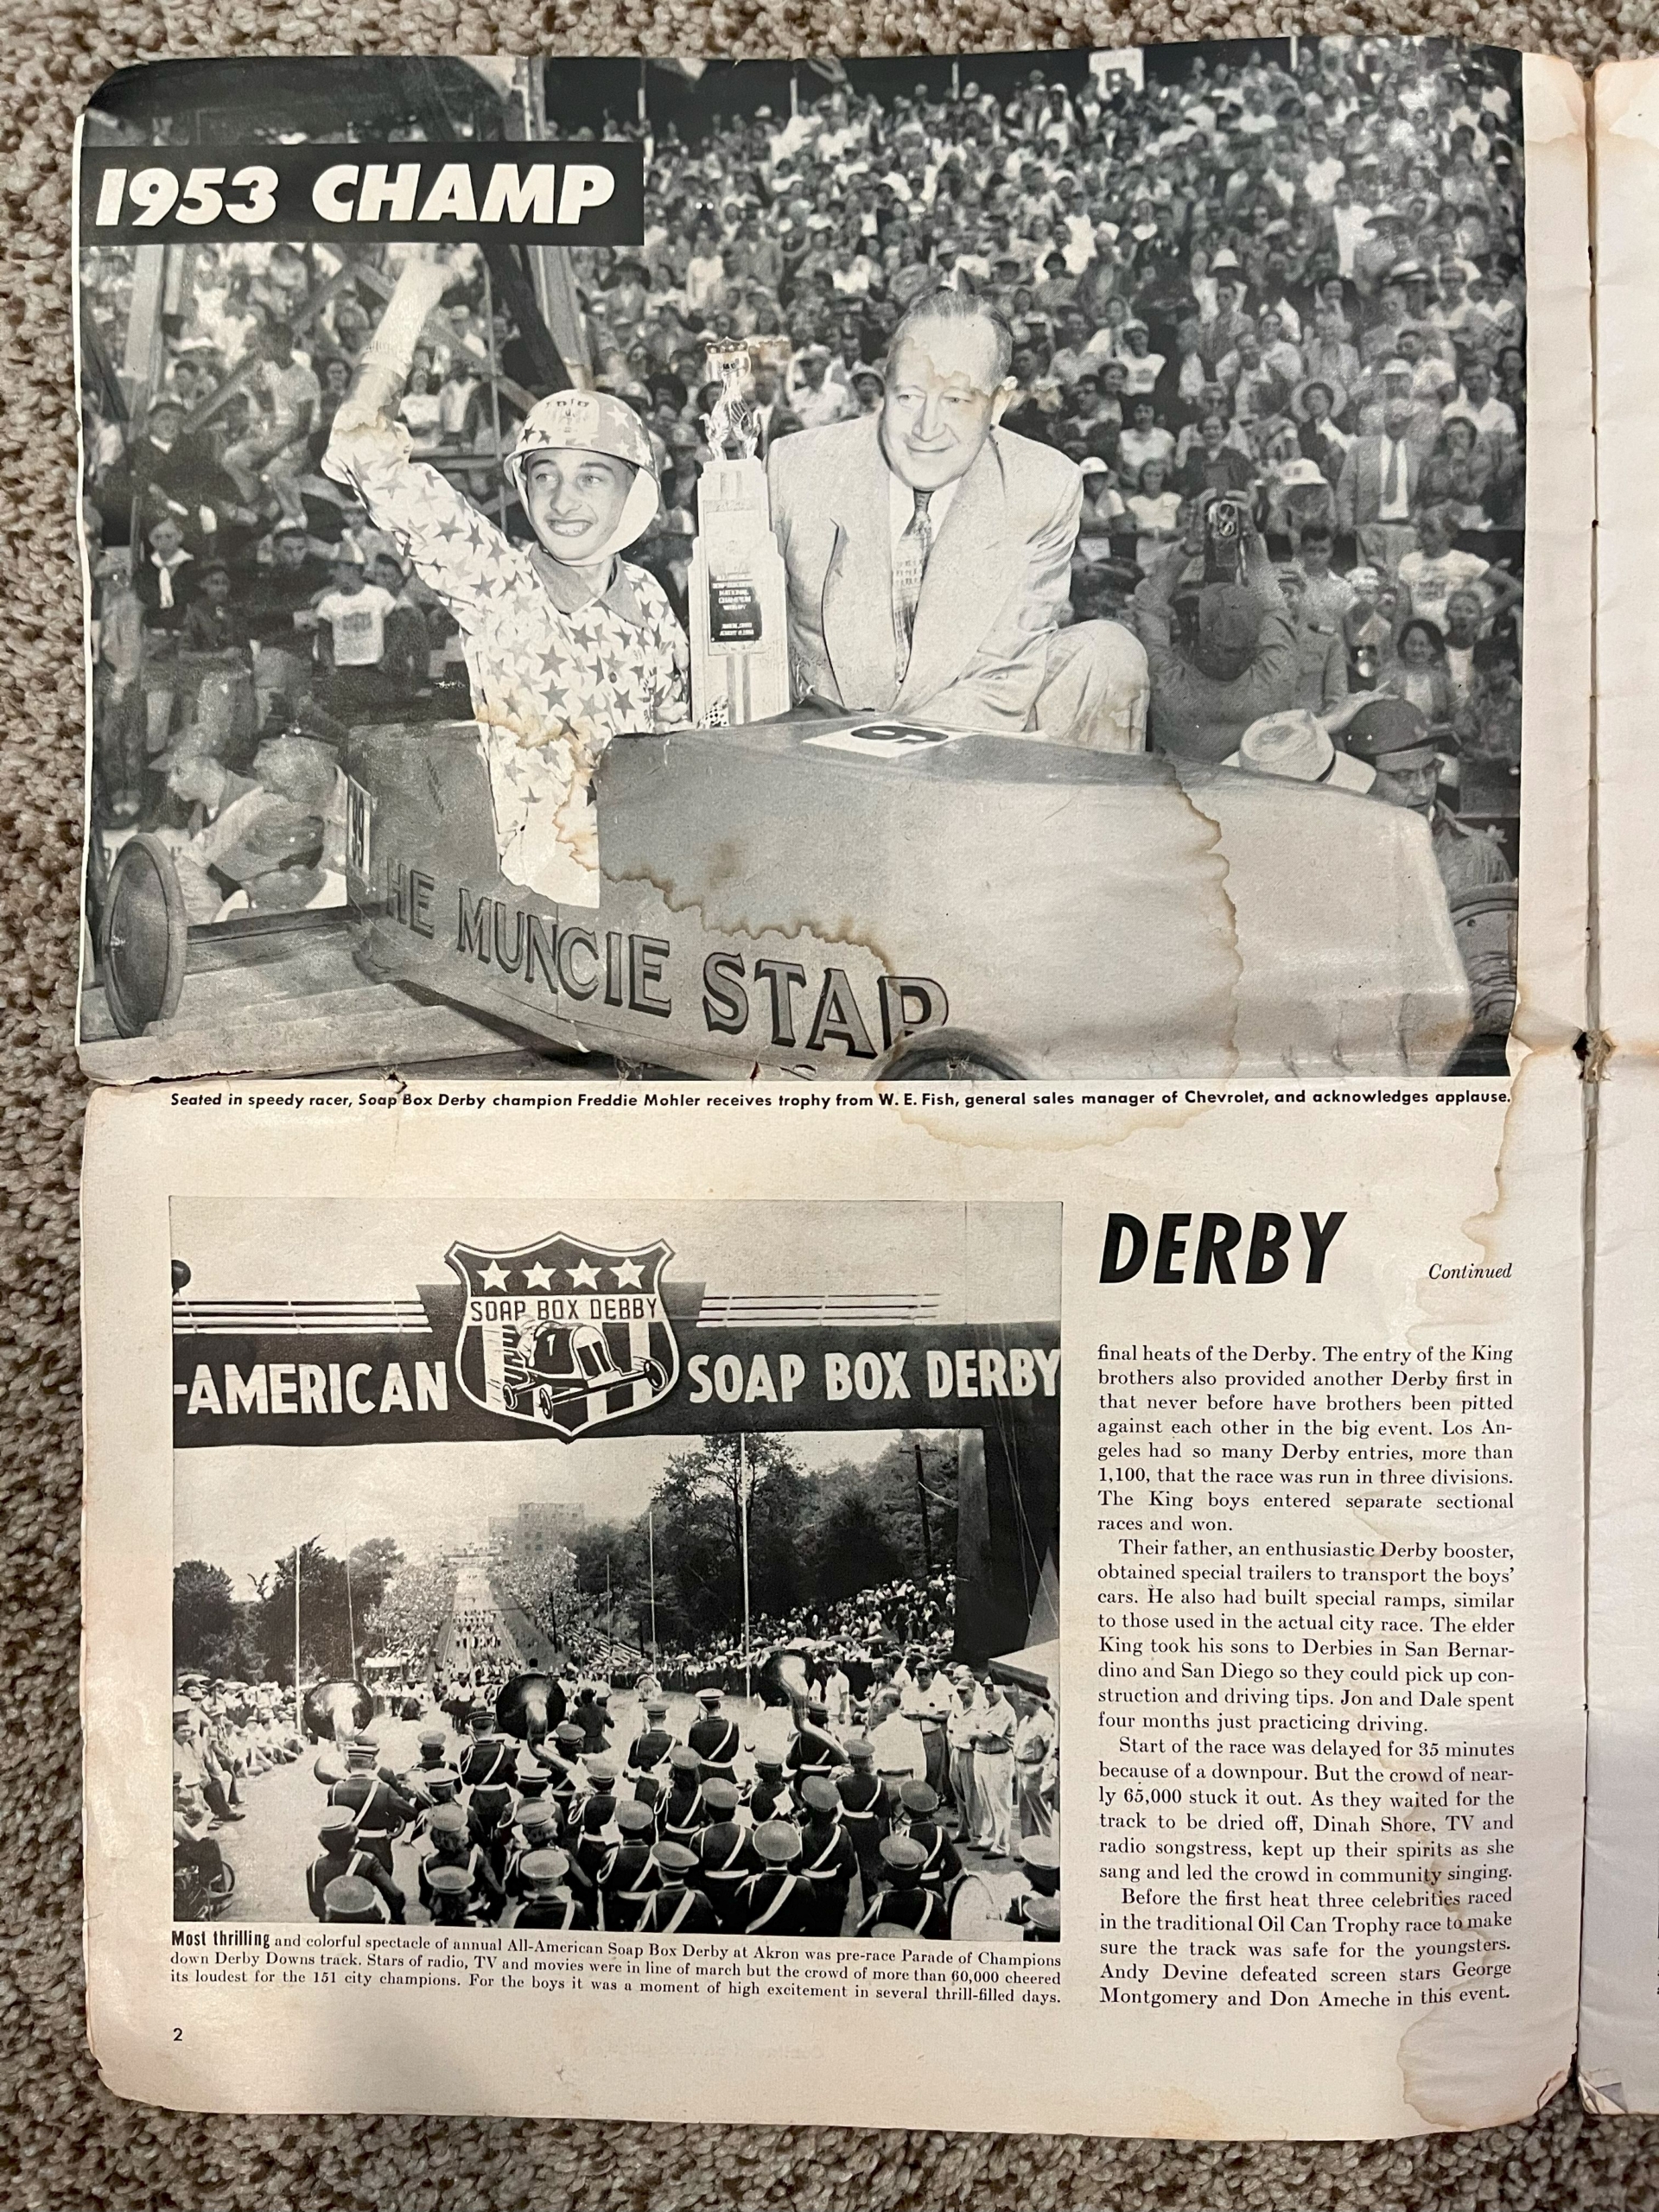 1953 CHAMP
NATIONAL
CHAMPION
HE MUNCIE STAR
Seated in speedy racer, Soap Box Derby champion Freddie Mohler receives trophy from W. E. Fish, general sales manager of Chevrolet, and acknowledges applause.
SOAP BOX DERBY
1
-AMERICAN SOAP BOX DERBY
Most thrilling and colorful spectacle of annual All-American Soap Box Derby at Akron was pre-race Parade of Champions
down Derby Downs track. Stars of radio, TV and movies were in line of march but the crowd of more than 60,000 cheered
its loudest for the 151 city champions. For the boys it was a moment of high excitement in several thrill-filled days.
DERBY
Continued
final heats of the Derby. The entry of the King
brothers also provided another Derby first in
that never before have brothers been pitted
against each other in the big event. Los An-
geles had so many Derby entries, more than
1,100, that the race was run in three divisions.
The King boys entered separate sectional
races and won.
Their father, an enthusiastic Derby booster,
obtained special trailers to transport the boys'
cars. He also had built special ramps, similar
to those used in the actual city race. The elder
King took his sons to Derbies in San Bernar-
dino and San Diego so they could pick up con-
struction and driving tips. Jon and Dale spent
four months just practicing driving.
Start of the race was delayed for 35 minutes
because of a downpour. But the crowd of near-
ly 65,000 stuck it out. As they waited for the
track to be dried off, Dinah Shore, TV and
radio songstress, kept up their spirits as she
sang and led the crowd in community singing.
Before the first heat three celebrities raced
in the traditional Oil Can Trophy race to make
sure the track was safe for the youngsters.
Andy Devine defeated screen stars George
Montgomery and Don Ameche in this event.
2